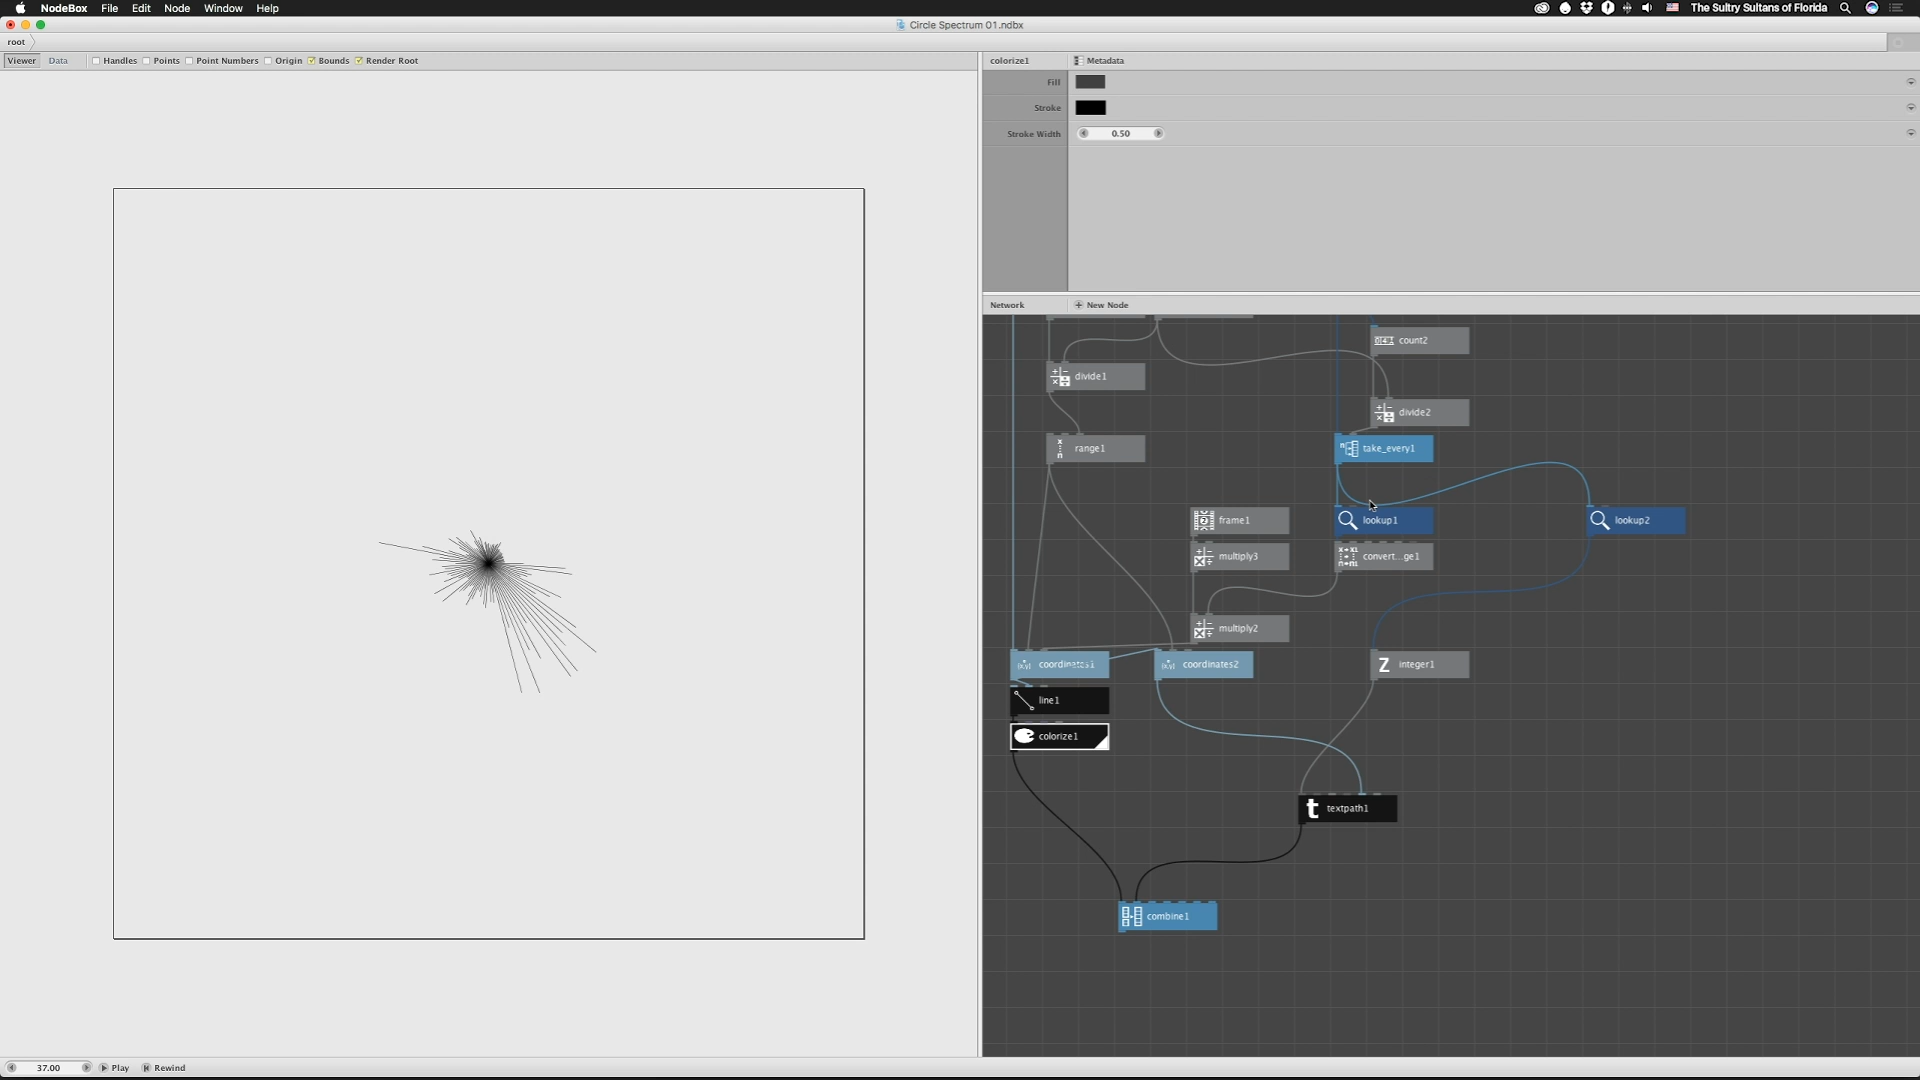 NodeBox File Edit Node Window Help The Sultry Sultans of Florida
Circle Spectrum 01.ndbx
root
Viewer Data Handles Points Point Numbers Origin Bounds Render Root
colorize1 Metadata
Fill
Stroke
Stroke Width 0.50
Network New Node
count2
divide1
divide2
range1
take_every1
frame1
lookup1
lookup2
multiply3
convert...ge1
multiply2
coordinates1
coordinates2
Z integer1
line1
colorize1
t textpath1
combine1
37.00 Play Rewind